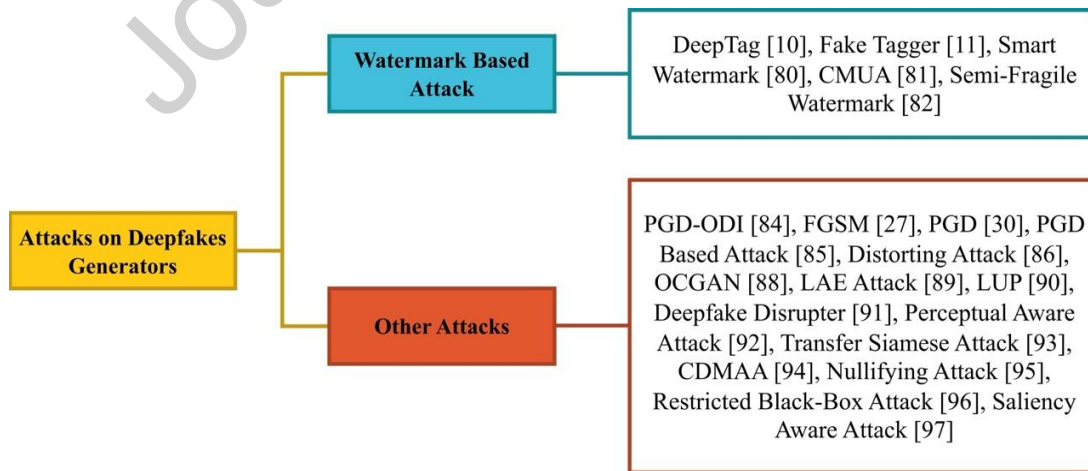 Jou
Watermark Based
Attack
DeepTag [10], Fake Tagger [11], Smart
Watermark [80], CMUA [81], Semi-Fragile
Watermark [82]
Attacks on Deepfakes
Generators
Other Attacks
PGD-ODI [84], FGSM [27], PGD [30], PGD
Based Attack [85], Distorting Attack [86],
OCGAN [88], LAE Attack [89], LUP [90],
Deepfake Disrupter [91], Perceptual Aware
Attack [92], Transfer Siamese Attack [93],
CDMAA [94], Nullifying Attack [95],
Restricted Black-Box Attack [96], Saliency
Aware Attack [97]